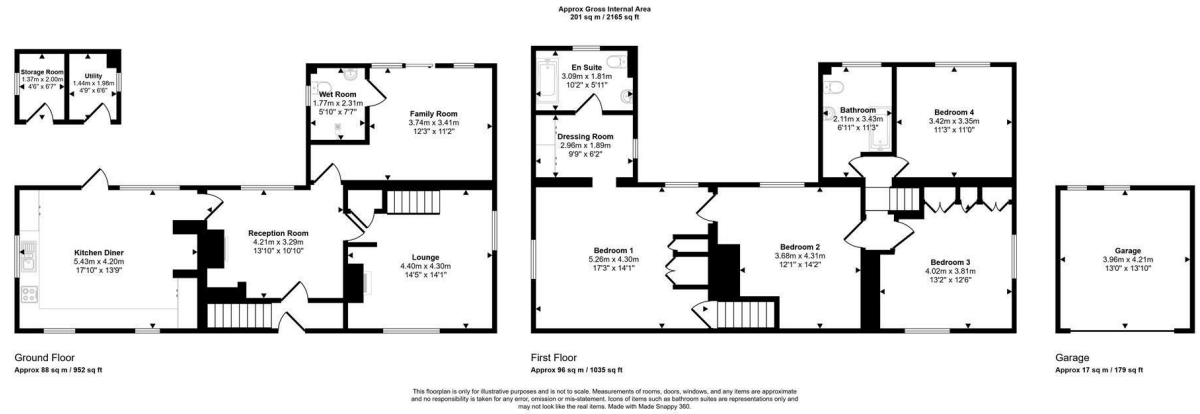 Approx Gross Internal Area
201 sq m / 2165 sq ft
Storage Room
1.37m x 2.00m
4'6" x 6'7"
Utility
1.44m x 1.98m
4'9" x 6'6"
Wet Room
1.77m x 2.31m
5'10" x 7'7"
Family Room
3.74m x 3.41m
12'3" x 11'2"
Kitchen Diner
5.43m x 4.20m
17'10" x 13'9"
Reception Room
4.21m x 3.29m
13'10" x 10'10"
Lounge
4.40m x 4.30m
14'5" x 14'1"
Ground Floor
Approx 88 sq m / 952 sq ft
En Suite
3.09m x 1.81m
10'2" x 5'11"
Dressing Room
2.96m x 1.89m
9'9" x 6'2"
Bathroom
2.11m x 3.43m
6'11" x 11'3"
Bedroom 4
3.42m x 3.35m
11'3" x 11'0"
Bedroom 1
5.26m x 4.30m
17'3" x 14'1"
Bedroom 2
3.68m x 4.31m
12'1" x 14'2"
Bedroom 3
4.02m x 3.81m
13'2" x 12'6"
First Floor
Approx 96 sq m / 1035 sq ft
Garage
3.96m x 4.21m
13'0" x 13'10"
Garage
Approx 17 sq m / 179 sq ft
This floorplan is only for illustrative purposes and is not to scale. Measurements of rooms, doors, windows, and any items are approximate
and no responsibility is taken for any error, omission or mis-statement. Icons of items such as bathroom suites are representations only and
may not look like the real items. Made with Made Snappy 360.